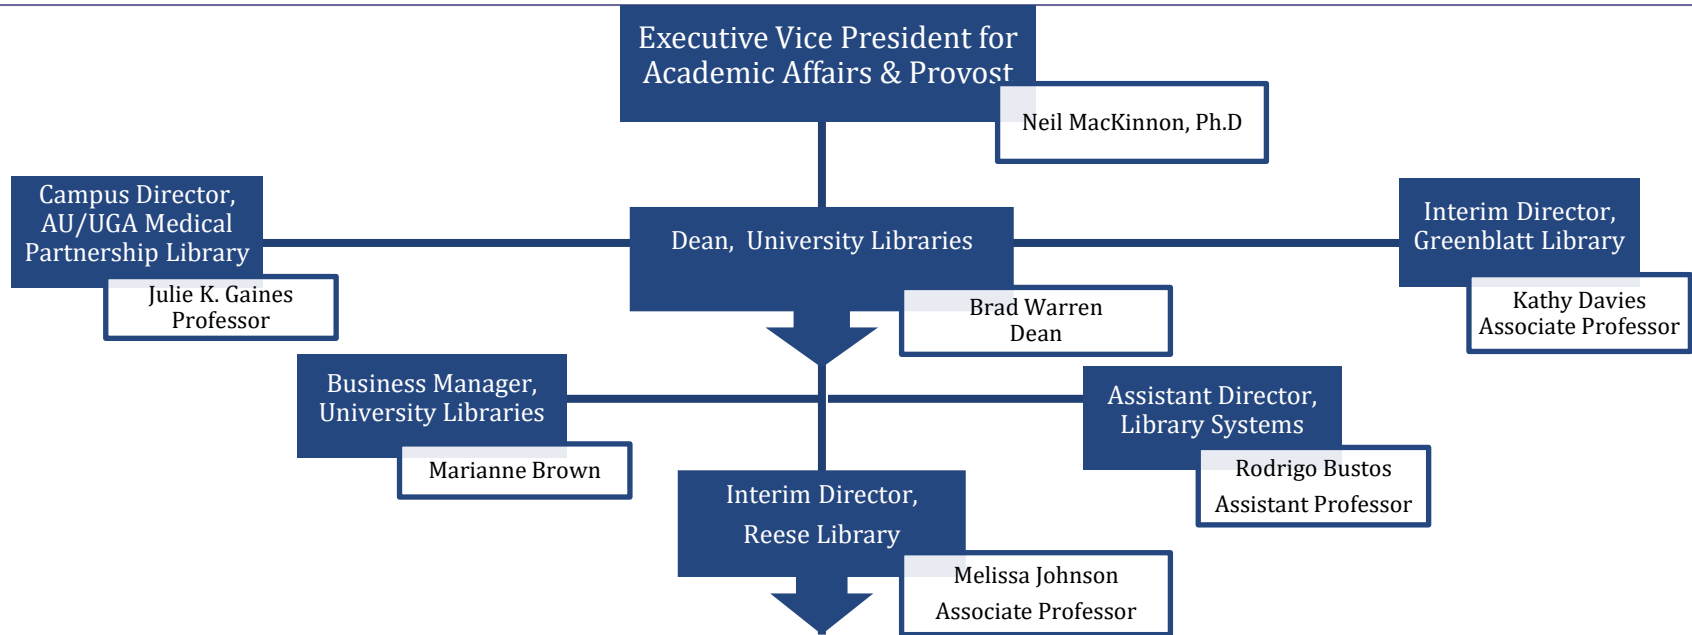 Executive Vice President for
Academic Affairs & Provost
Neil MacKinnon, Ph.D
Campus Director,
AU/UGA Medical
Partnership Library
Julie K. Gaines
Professor
Dean, University Libraries
Brad Warren
Dean
Interim Director,
Greenblatt Library
Kathy Davies
Associate Professor
Business Manager,
University Libraries
Marianne Brown
Assistant Director,
Library Systems
Rodrigo Bustos
Assistant Professor
Interim Director,
Reese Library
Melissa Johnson
Associate Professor